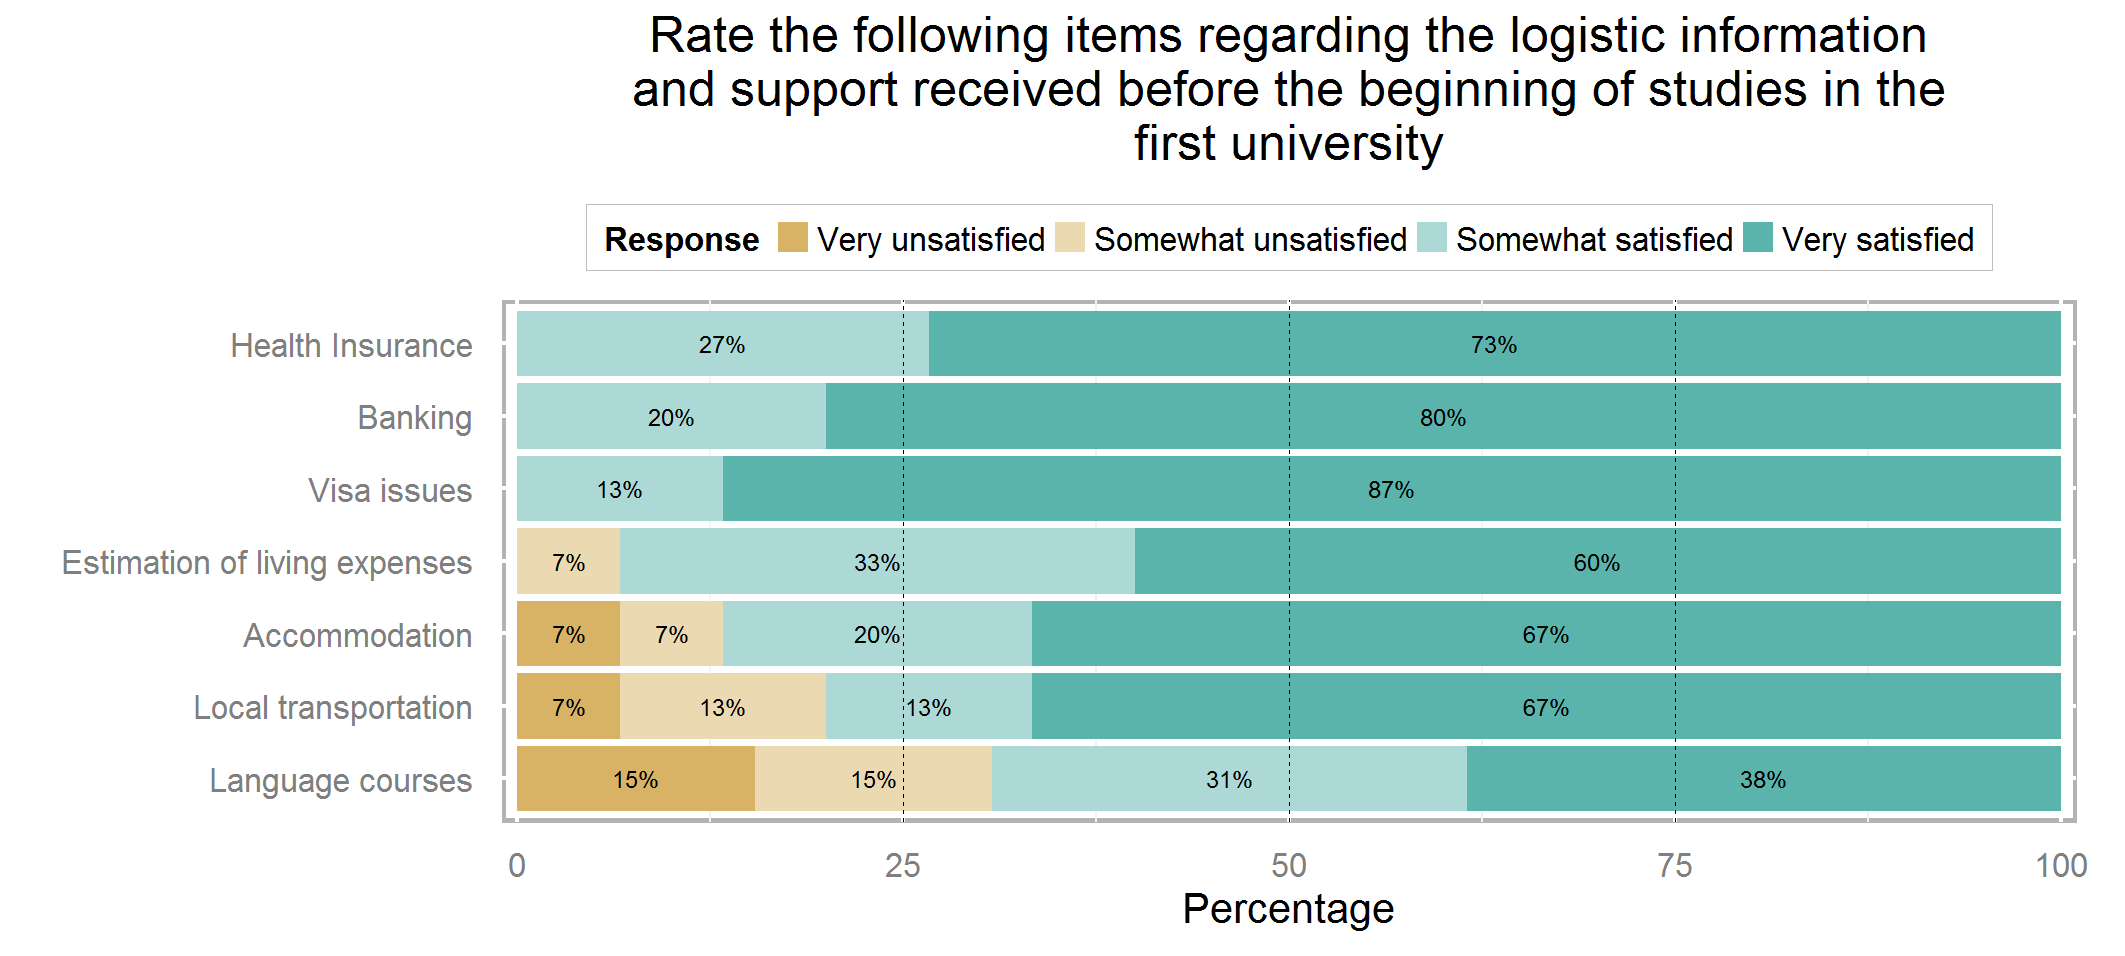 Rate the following items regarding the logistic information
and support received before the beginning of studies in the
first university
Response Very unsatisfied Somewhat unsatisfied Somewhat satisfied Very satisfied
Health Insurance 27% 73%
Banking 20% 80%
Visa issues 13% 87%
Estimation of living expenses 7% 33% 60%
Accommodation 7% 7% 20% 67%
Local transportation 7% 13% 13% 67%
Language courses 15% 15% 31% 38%
0 25 50 75 100
Percentage